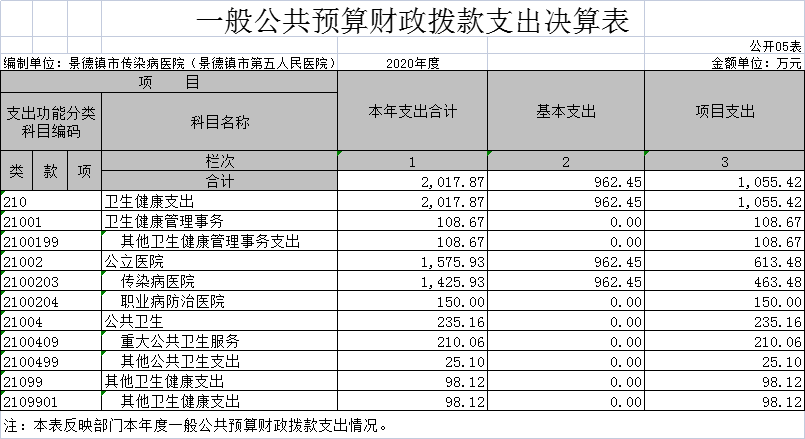 一般公共预算财政拨款支出决算表
公开05表
编制单位：景德镇市传染病医院（景德镇市第五人民医院） 2020年度 金额单位：万元
项 目 本年支出合计 基本支出 项目支出
支出功能分类科目编码 科目名称
类 款 项 栏次 1 2 3
合计 2,017.87 962.45 1,055.42
210 卫生健康支出 2,017.87 962.45 1,055.42
21001 卫生健康管理事务 108.67 0.00 108.67
2100199 其他卫生健康管理事务支出 108.67 0.00 108.67
21002 公立医院 1,575.93 962.45 613.48
2100203 传染病医院 1,425.93 962.45 463.48
2100204 职业病防治医院 150.00 0.00 150.00
21004 公共卫生 235.16 0.00 235.16
2100409 重大公共卫生服务 210.06 0.00 210.06
2100499 其他公共卫生支出 25.10 0.00 25.10
21099 其他卫生健康支出 98.12 0.00 98.12
2109901 其他卫生健康支出 98.12 0.00 98.12
注：本表反映部门本年度一般公共预算财政拨款支出情况。